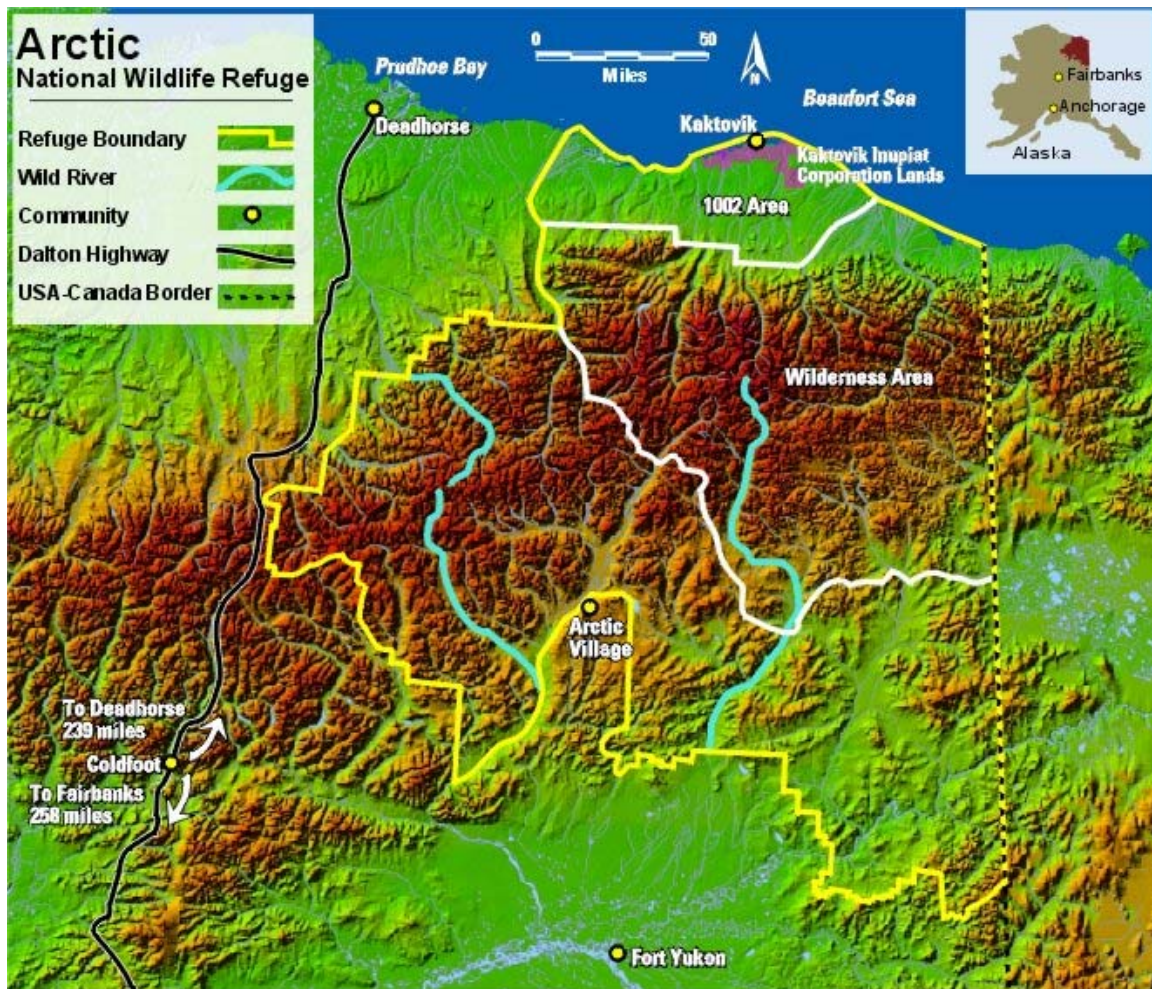 Arctic
National Wildlife Refuge
Refuge Boundary
Wild River
Community
Dalton Highway
USA-Canada Border
Prudhoe Bay
Deadhorse
0 50
Miles
N
Beaufort Sea
Kaktovik
Kaktovik Inupiat
Corporation Lands
1002 Area
Fairbanks
Anchorage
Alaska
Wilderness Area
Arctic
Village
To Deadhorse
239 miles
Coldfoot
To Fairbanks
258 miles
Fort Yukon